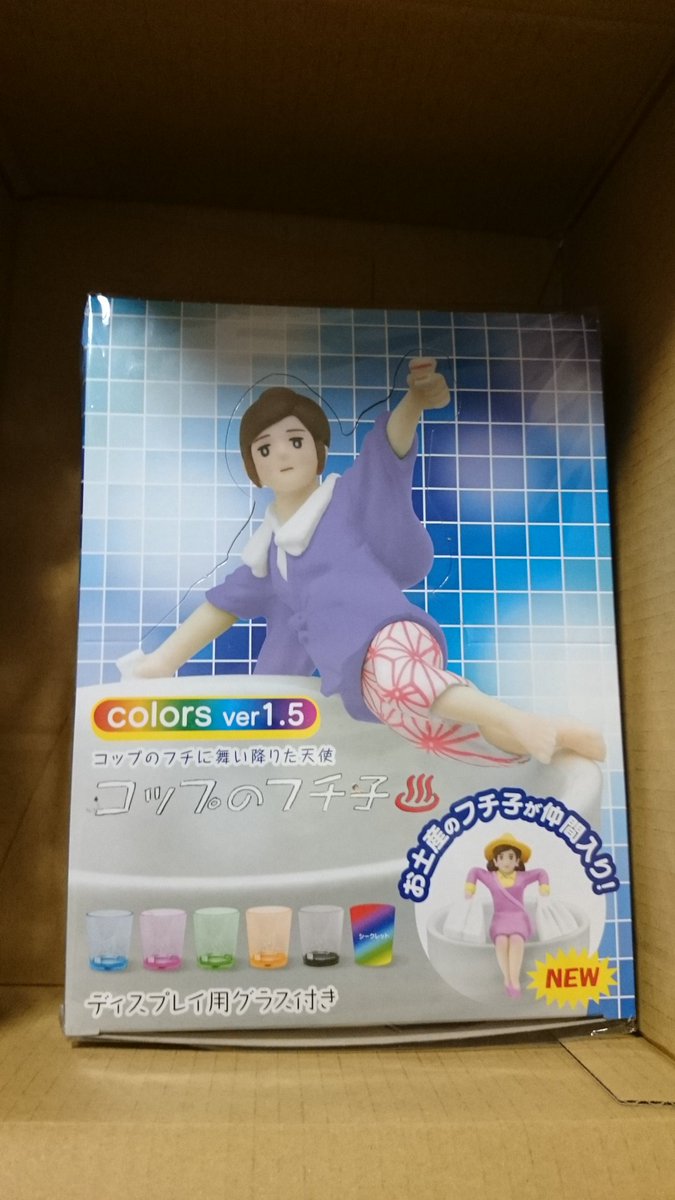 colors ver1.5
コップのフチに舞い降りた天使
コップのフチ子♨
お土産のフチ子が仲間入り!
シークレット
NEW
ディスプレイ用グラス付き